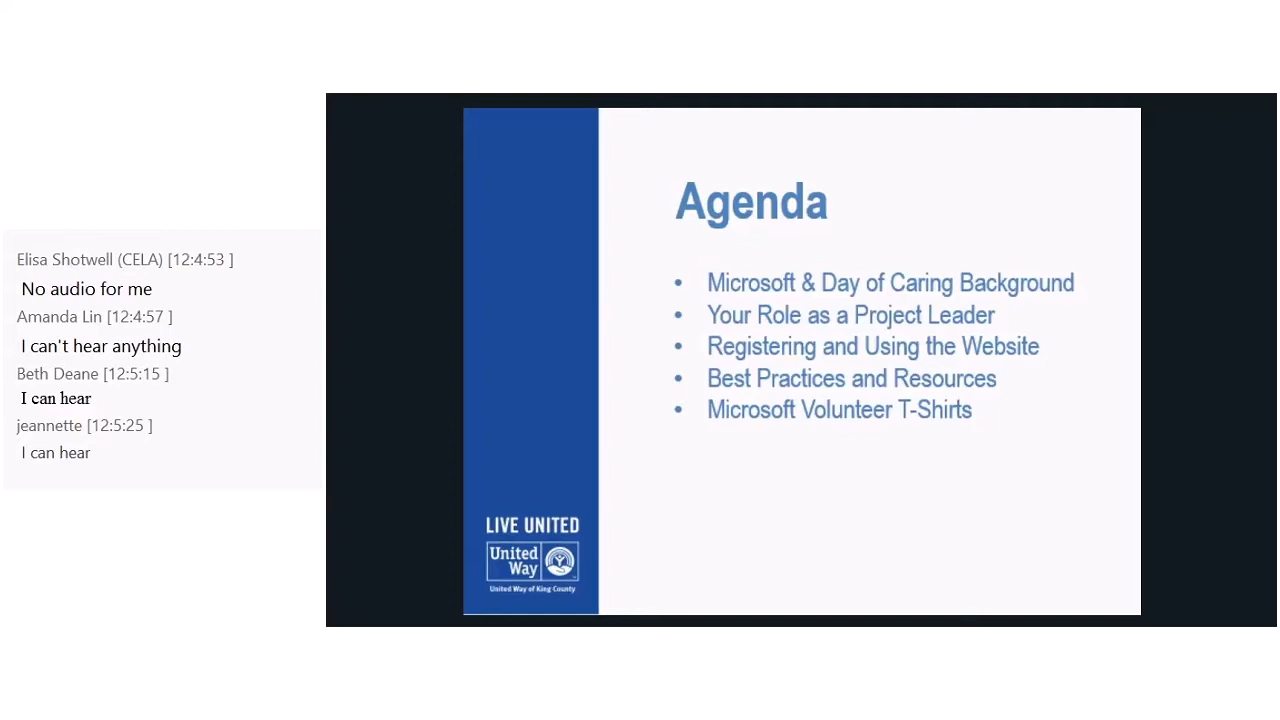 Elisa Shotwell (CELA) [12:4:53 ]
No audio for me
Amanda Lin [12:4:57 ]
I can't hear anything
Beth Deane [12:5:15 ]
I can hear
jeannette [12:5:25 ]
I can hear
Agenda
• Microsoft & Day of Caring Background
• Your Role as a Project Leader
• Registering and Using the Website
• Best Practices and Resources
• Microsoft Volunteer T-Shirts
LIVE UNITED
United
Way
United Way of King County